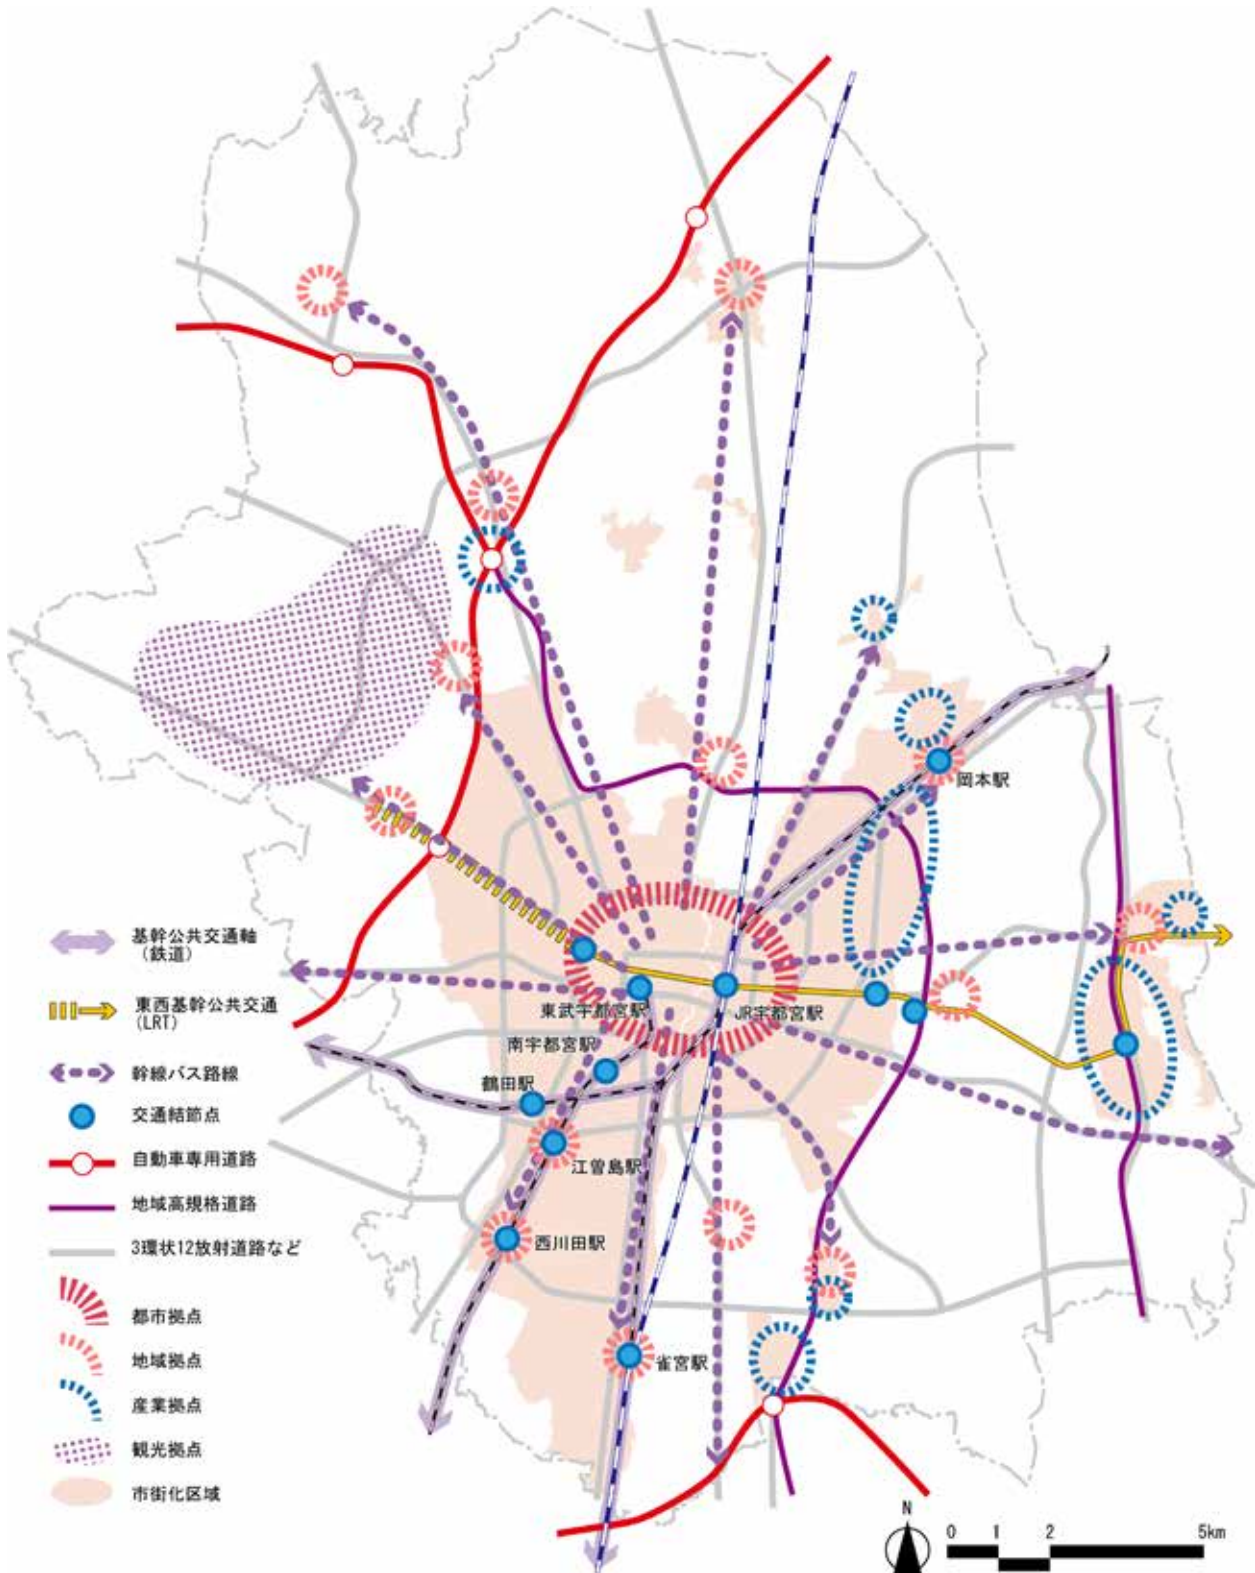 岡本駅
東武宇都宮駅
JR宇都宮駅
南宇都宮駅
鶴田駅
江曽島駅
西川田駅
雀宮駅
基幹公共交通軸
(鉄道)
東西基幹公共交通
(LRT)
幹線バス路線
交通結節点
自動車専用道路
地域高規格道路
3環状12放射道路など
都市拠点
地域拠点
産業拠点
観光拠点
市街化区域
N
0 1 2 5km